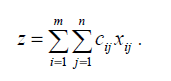 z = \sum_{i=1}^{m} \sum_{j=1}^{n} c_{ij} x_{ij} .